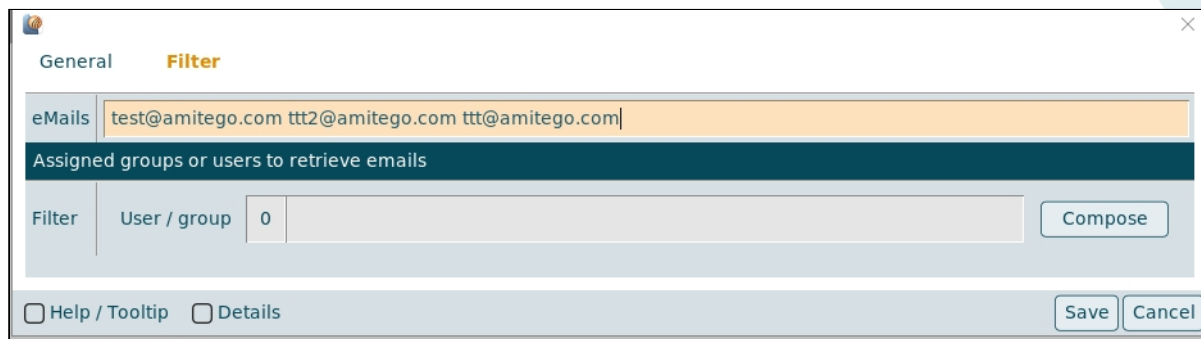 General Filter
eMails test@amitego.com ttt2@amitego.com ttt@amitego.com
Assigned groups or users to retrieve emails
Filter User / group 0 Compose
Help / Tooltip Details Save Cancel